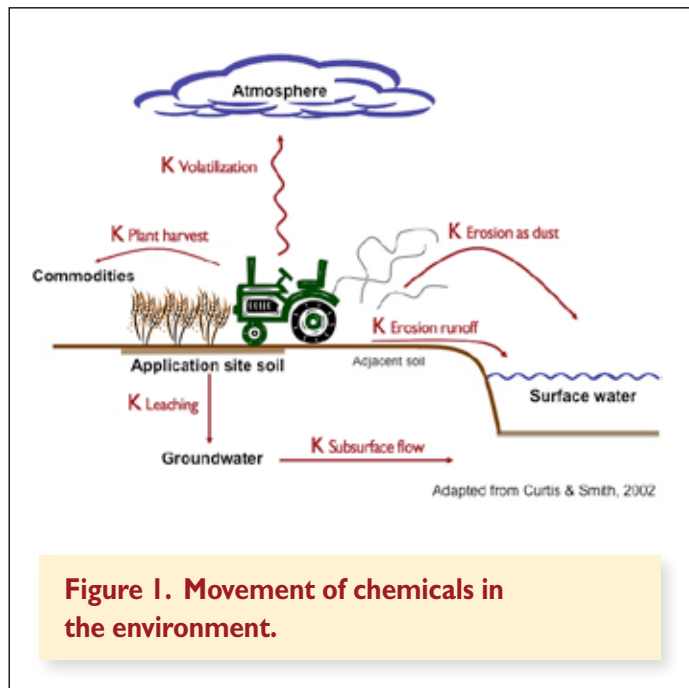 Atmosphere
K Volatilization
K Plant harvest
K Erosion as dust
Commodities
K Erosion runoff
Application site soil
Adjacent soil
Surface water
K Leaching
Groundwater
K Subsurface flow
Adapted from Curtis & Smith, 2002
Figure 1. Movement of chemicals in
the environment.